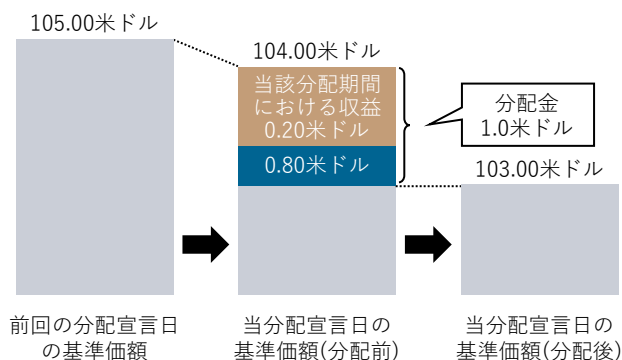 105.00米ドル
104.00米ドル
当該分配期間
における収益
0.20米ドル
0.80米ドル
分配金
1.0米ドル
103.00米ドル
前回の分配宣言日
の基準価額
当分配宣言日の
基準価額(分配前)
当分配宣言日の
基準価額(分配後)